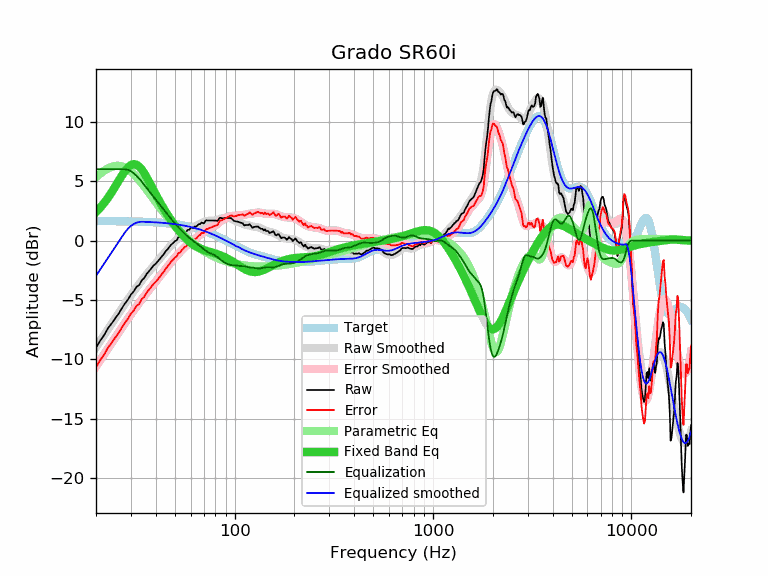 Grado SR60i
Amplitude (dBr)
10
5
0
−5
−10
−15
−20
Target
Raw Smoothed
Error Smoothed
Raw
Error
Parametric Eq
Fixed Band Eq
Equalization
Equalized smoothed
100 1000 10000
Frequency (Hz)